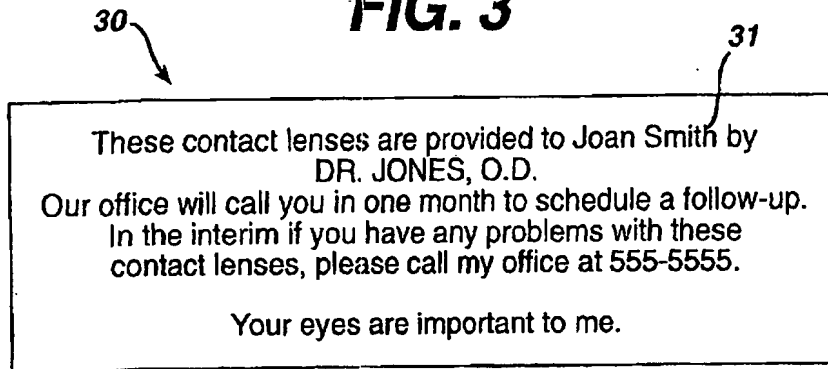 FIG. 3
30
31
These contact lenses are provided to Joan Smith by
DR. JONES, O.D.
Our office will call you in one month to schedule a follow-up.
In the interim if you have any problems with these
contact lenses, please call my office at 555-5555.
Your eyes are important to me.